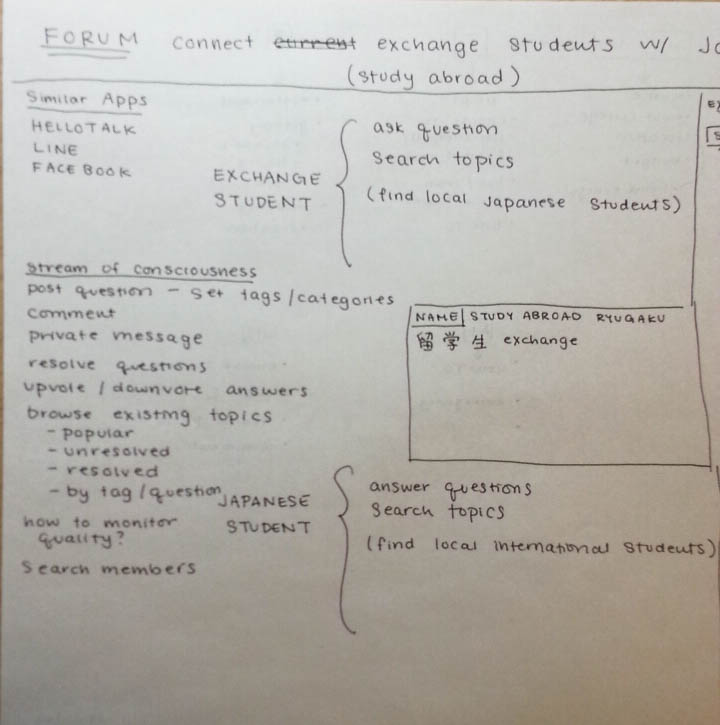 FORUM connect current exchange students w/
(study abroad)
Similar Apps
HELLOTALK
LINE
FACEBOOK
EXCHANGE
STUDENT
ask question
search topics
(find local Japanese students)
stream of consciousness
post question - set tags/categories
comment
private message
resolve questions
upvote / downvote answers
browse existing topics
- popular
- unresolved
- resolved
- by tag/question
how to monitor
quality?
search members
NAME STUDY ABROAD RYUGAKU
留学生 exchange
JAPANESE
STUDENT
answer questions
search topics
(find local international students)